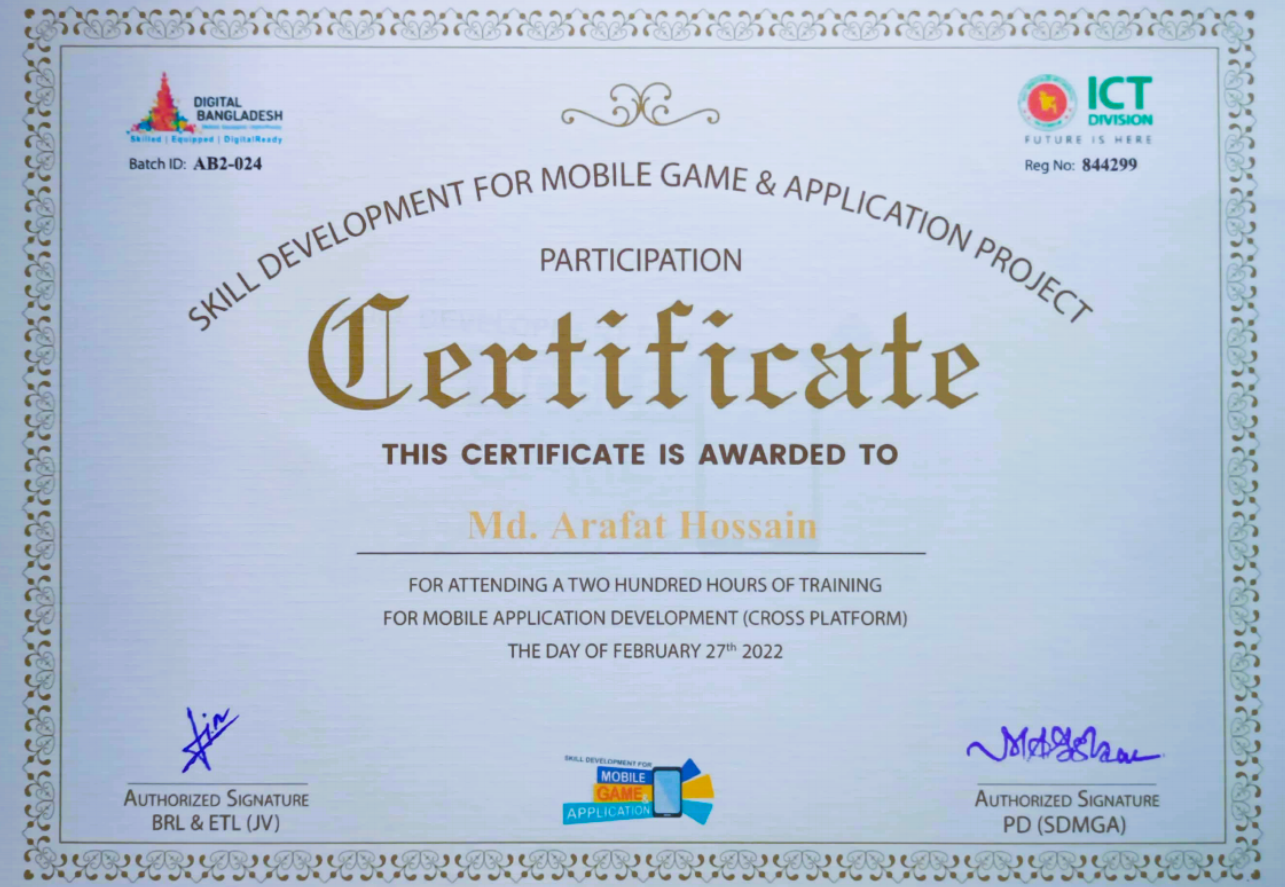 DIGITAL
BANGLADESH
Skilled | Equipped | DigitalReady
Batch ID: AB2-024
ICT
DIVISION
FUTURE IS HERE
Reg No: 844299
SKILL DEVELOPMENT FOR MOBILE GAME & APPLICATION PROJECT
PARTICIPATION
Certificate
THIS CERTIFICATE IS AWARDED TO
Md. Arafat Hossain
FOR ATTENDING A TWO HUNDRED HOURS OF TRAINING
FOR MOBILE APPLICATION DEVELOPMENT (CROSS PLATFORM)
THE DAY OF FEBRUARY 27th 2022
AUTHORIZED SIGNATURE
BRL & ETL (JV)
SKILL DEVELOPMENT FOR
MOBILE
GAME &
APPLICATION
AUTHORIZED SIGNATURE
PD (SDMGA)